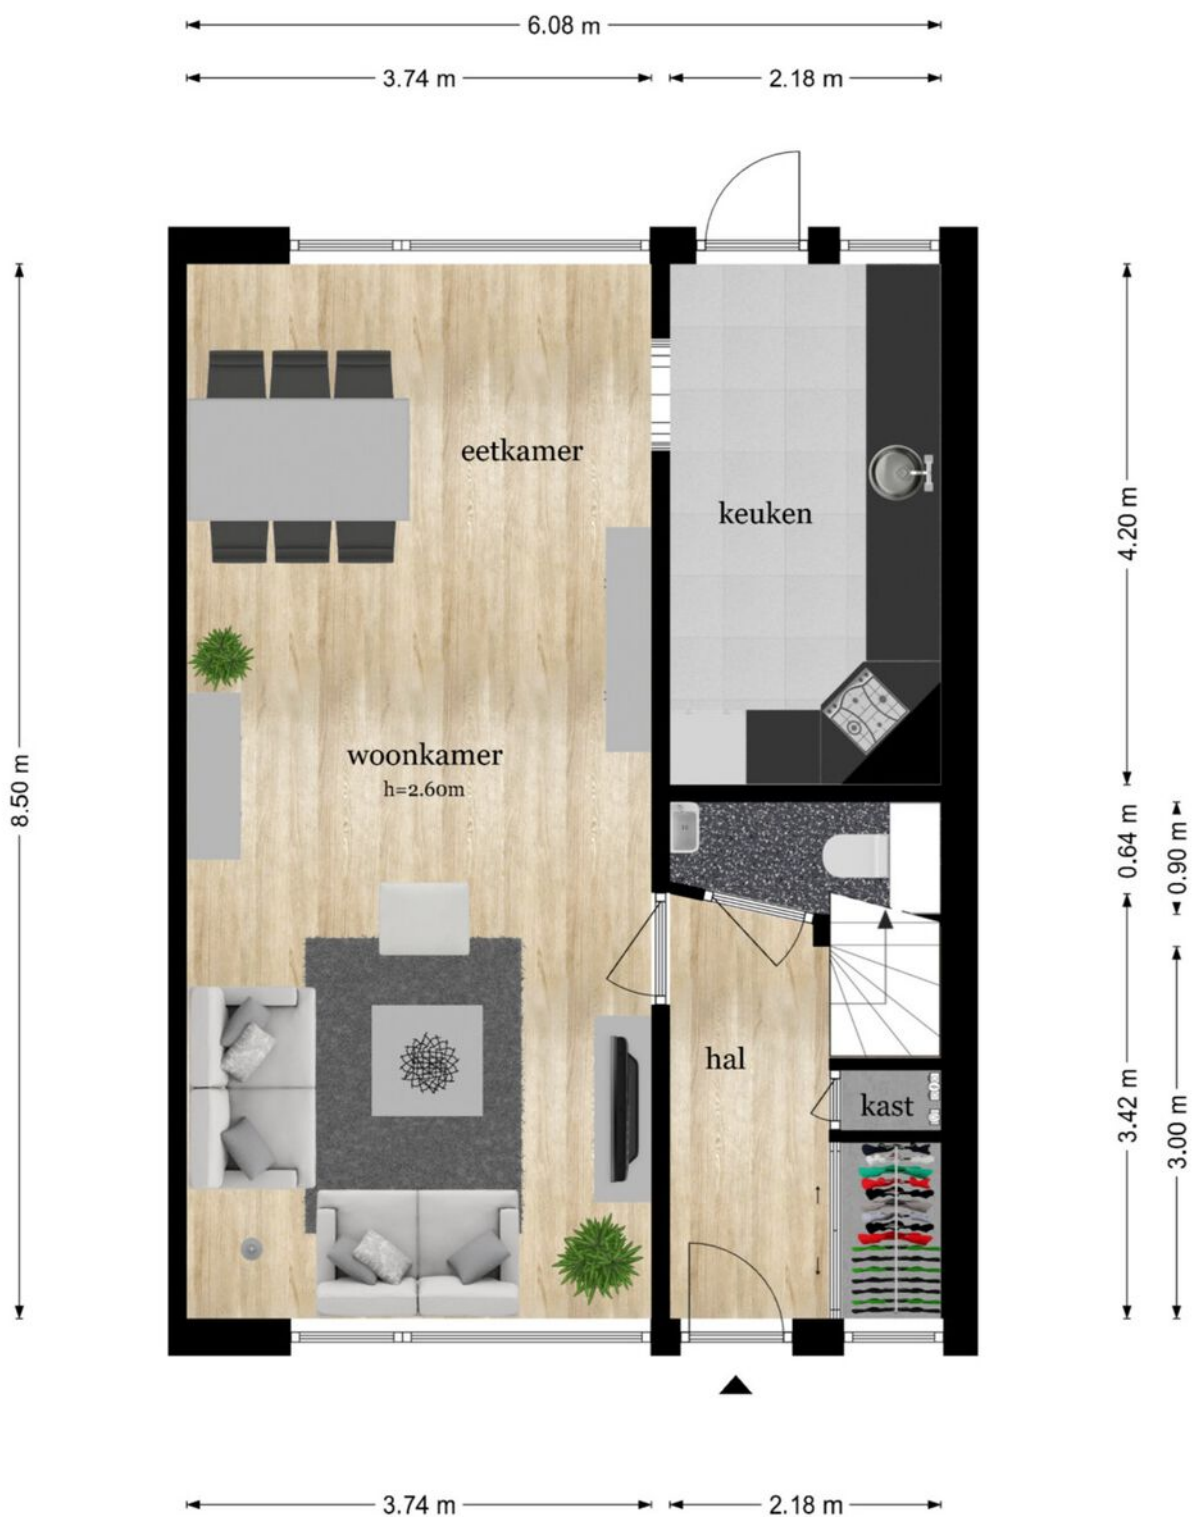 6.08 m
3.74 m
2.18 m
eetkamer
keuken
4.20 m
woonkamer
h=2.60m
8.50 m
0.64 m
0.90 m
hal
kast
3.42 m
3.00 m
3.74 m
2.18 m